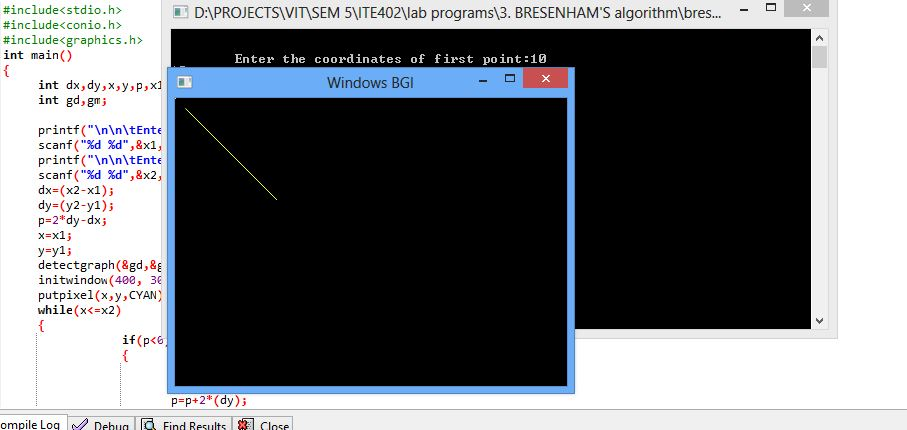 #include<stdio.h>
#include<conio.h>
#include<graphics.h>
int main()
{
int dx,dy,x,y,p,x1
int gd,gm;
printf("\n\n\tEnte
scanf("%d %d",&x1,
printf("\n\n\tEnte
scanf("%d %d",&x2,
dx=(x2-x1);
dy=(y2-y1);
p=2*dy-dx;
x=x1;
y=y1;
detectgraph(&gd,&g
initwindow(400, 30
putpixel(x,y,CYAN)
while(x<=x2)
{
if(p<0
{
p=p+2*(dy);
D:\PROJECTS\VIT\SEM 5\ITE402\lab programs\3. BRESENHAM'S algorithm\bres...
Enter the coordinates of first point:10
Windows BGI
ompile Log Debug Find Results Close